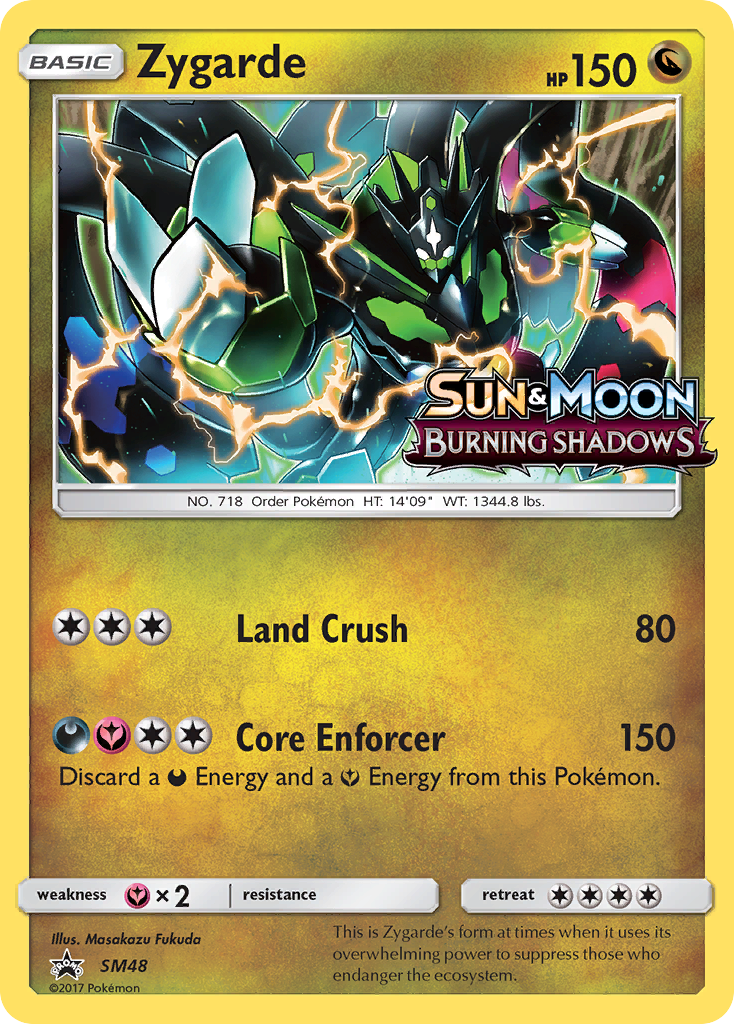 BASIC Zygarde HP 150
SUN & MOON
BURNING SHADOWS
NO. 718 Order Pokémon HT: 14'09" WT: 1344.8 lbs.
Land Crush 80
Core Enforcer 150
Discard a Energy and a Energy from this Pokémon.
weakness × 2 resistance retreat
Illus. Masakazu Fukuda
PROMO SM48
©2017 Pokémon
This is Zygarde's form at times when it uses its
overwhelming power to suppress those who
endanger the ecosystem.